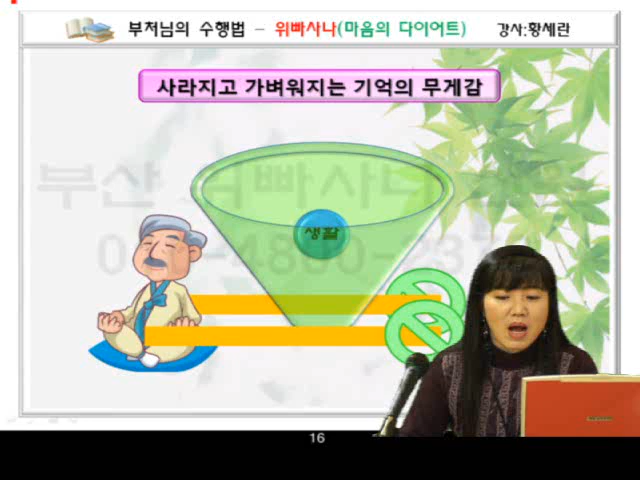 부처님의 수행법 – 위빠사나(마음의 다이어트) 강사:황세란
사라지고 가벼워지는 기억의 무게감
생활
16